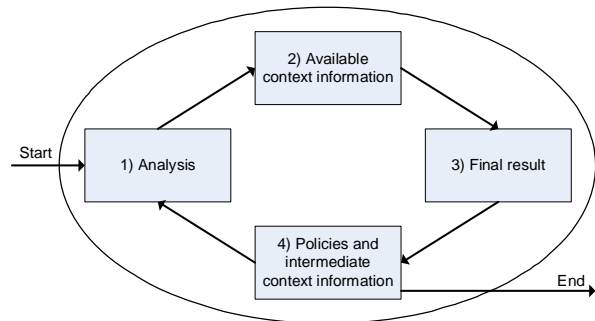 2) Available
context information
Start
1) Analysis
3) Final result
4) Policies and
intermediate
context information
End